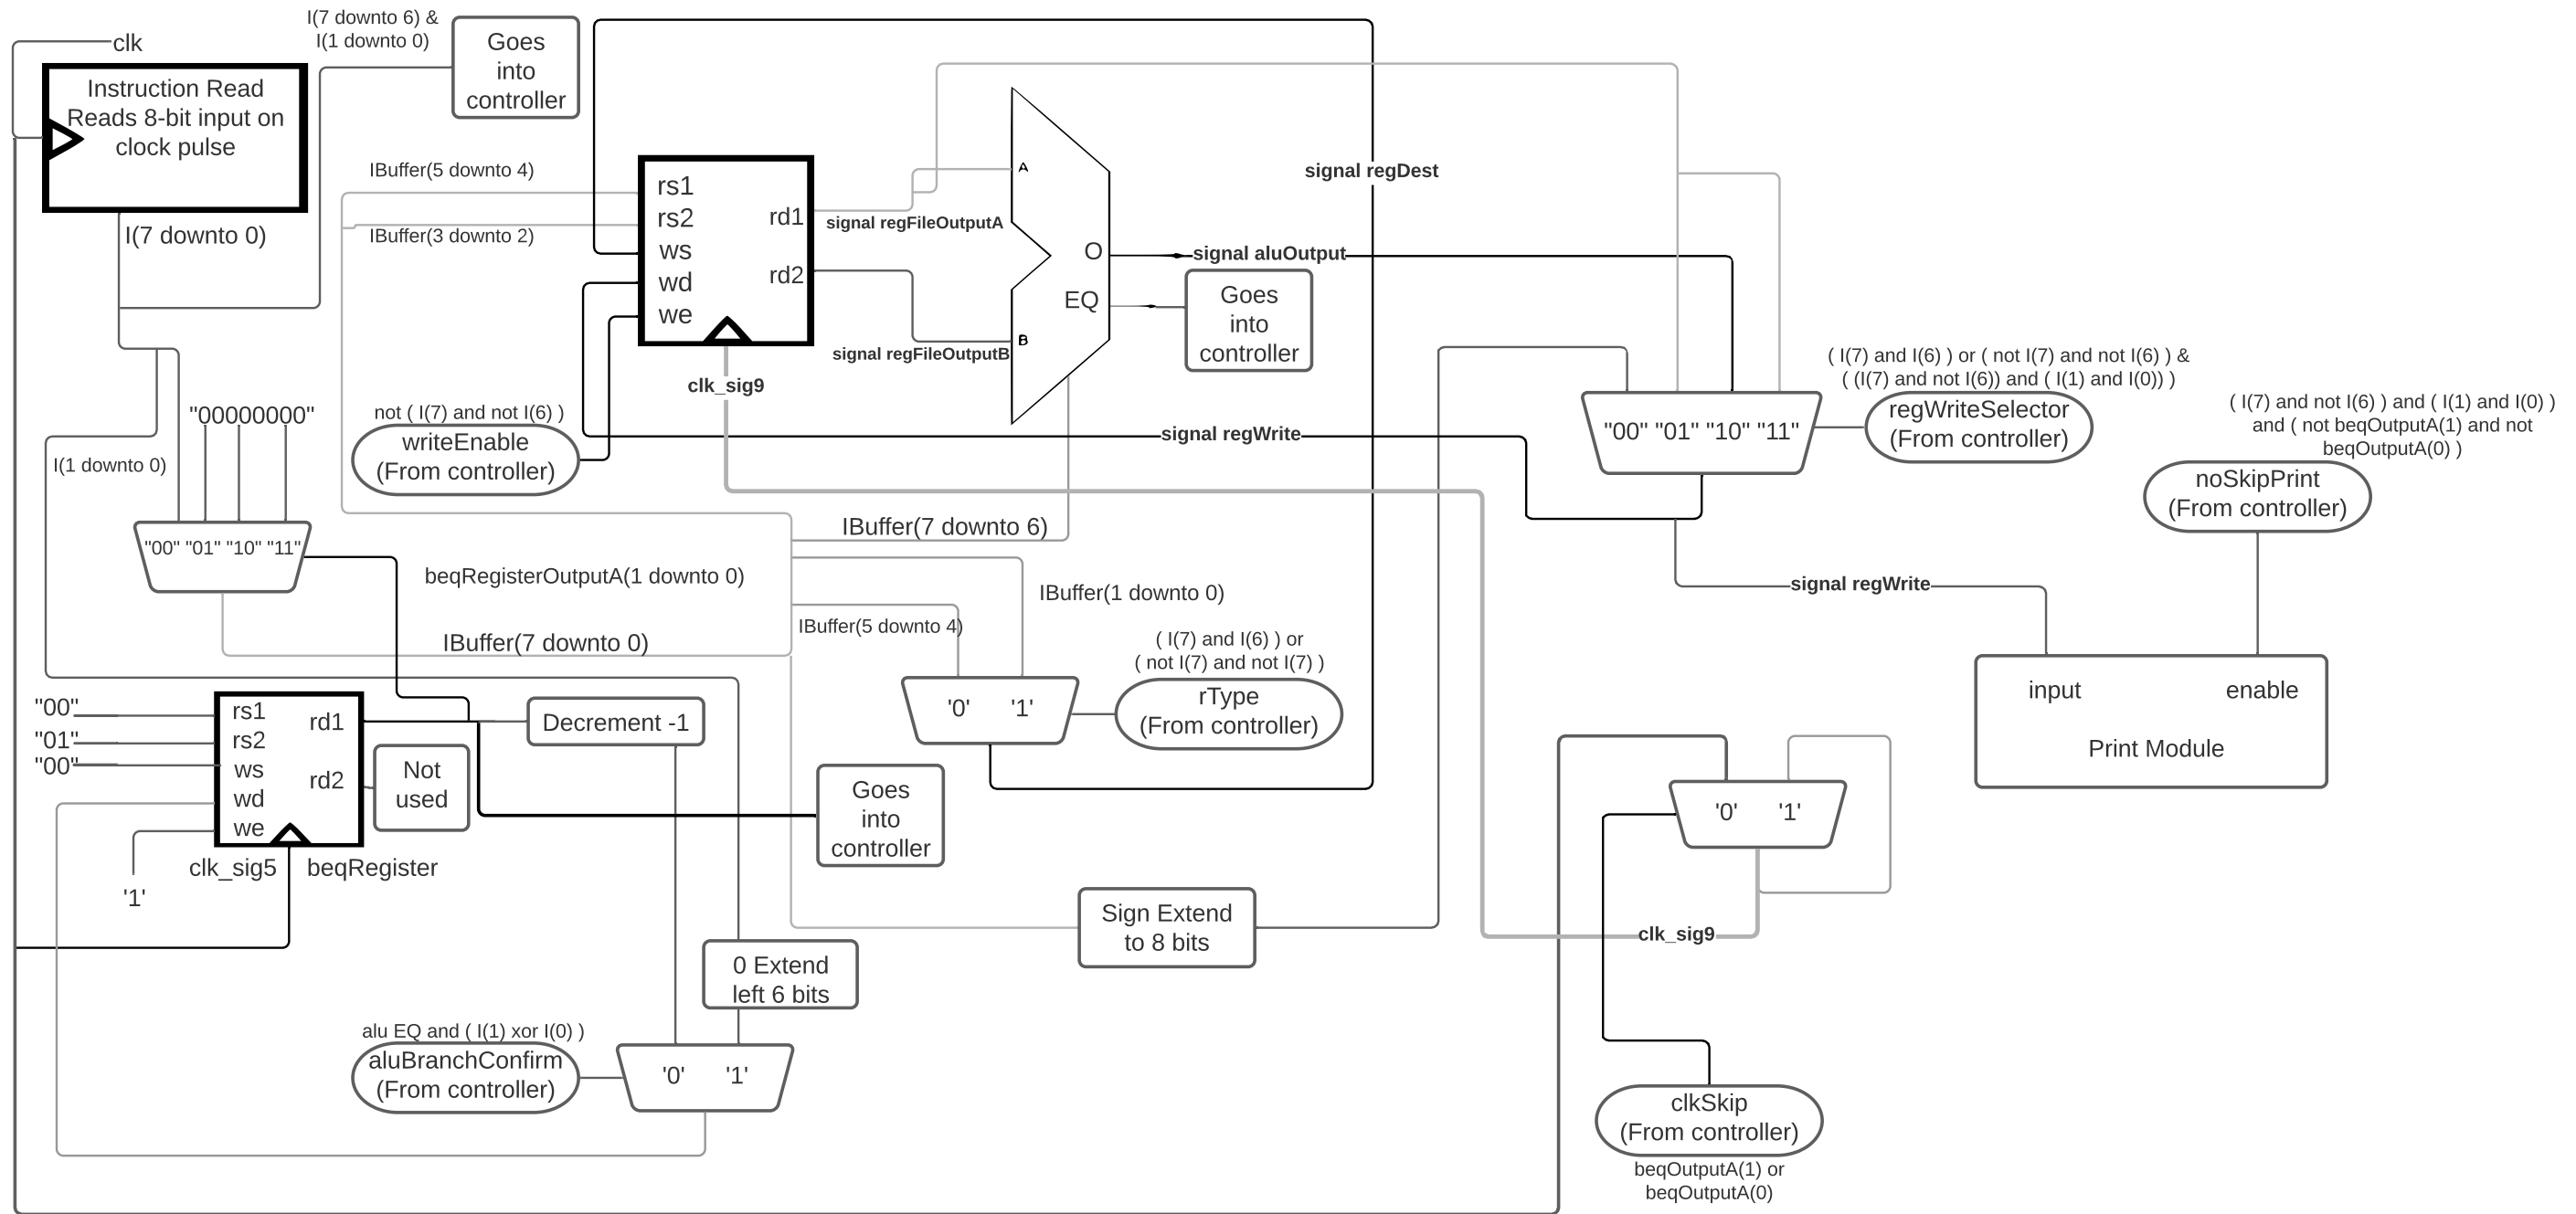 clk
Instruction Read
Reads 8-bit input on
clock pulse
I(7 downto 0)
I(7 downto 6) &
I(1 downto 0)
Goes
into
controller
IBuffer(5 downto 4)
IBuffer(3 downto 2)
rs1
rs2
ws
wd
we
rd1
rd2
clk_sig9
signal regFileOutputA
signal regFileOutputB
A
B
O
EQ
signal aluOutput
Goes
into
controller
signal regDest
not ( I(7) and not I(6) )
writeEnable
(From controller)
signal regWrite
"00" "01" "10" "11"
( I(7) and I(6) ) or ( not I(7) and not I(6) ) &
( (I(7) and not I(6)) and ( I(1) and I(0)) )
regWriteSelector
(From controller)
( I(7) and not I(6) ) and ( I(1) and I(0) )
and ( not beqOutputA(1) and not
beqOutputA(0) )
noSkipPrint
(From controller)
"00000000"
I(1 downto 0)
"00" "01" "10" "11"
beqRegisterOutputA(1 downto 0)
IBuffer(7 downto 0)
IBuffer(7 downto 6)
IBuffer(1 downto 0)
IBuffer(5 downto 4)
( I(7) and I(6) ) or
( not I(7) and not I(7) )
'0' '1'
rType
(From controller)
signal regWrite
input enable
Print Module
"00"
"01"
"00"
'1'
rs1
rs2
ws
wd
we
rd1
rd2
clk_sig5
beqRegister
Not
used
Decrement -1
Goes
into
controller
0 Extend
left 6 bits
Sign Extend
to 8 bits
alu EQ and ( I(1) xor I(0) )
aluBranchConfirm
(From controller)
'0' '1'
'0' '1'
clk_sig9
clkSkip
(From controller)
beqOutputA(1) or
beqOutputA(0)